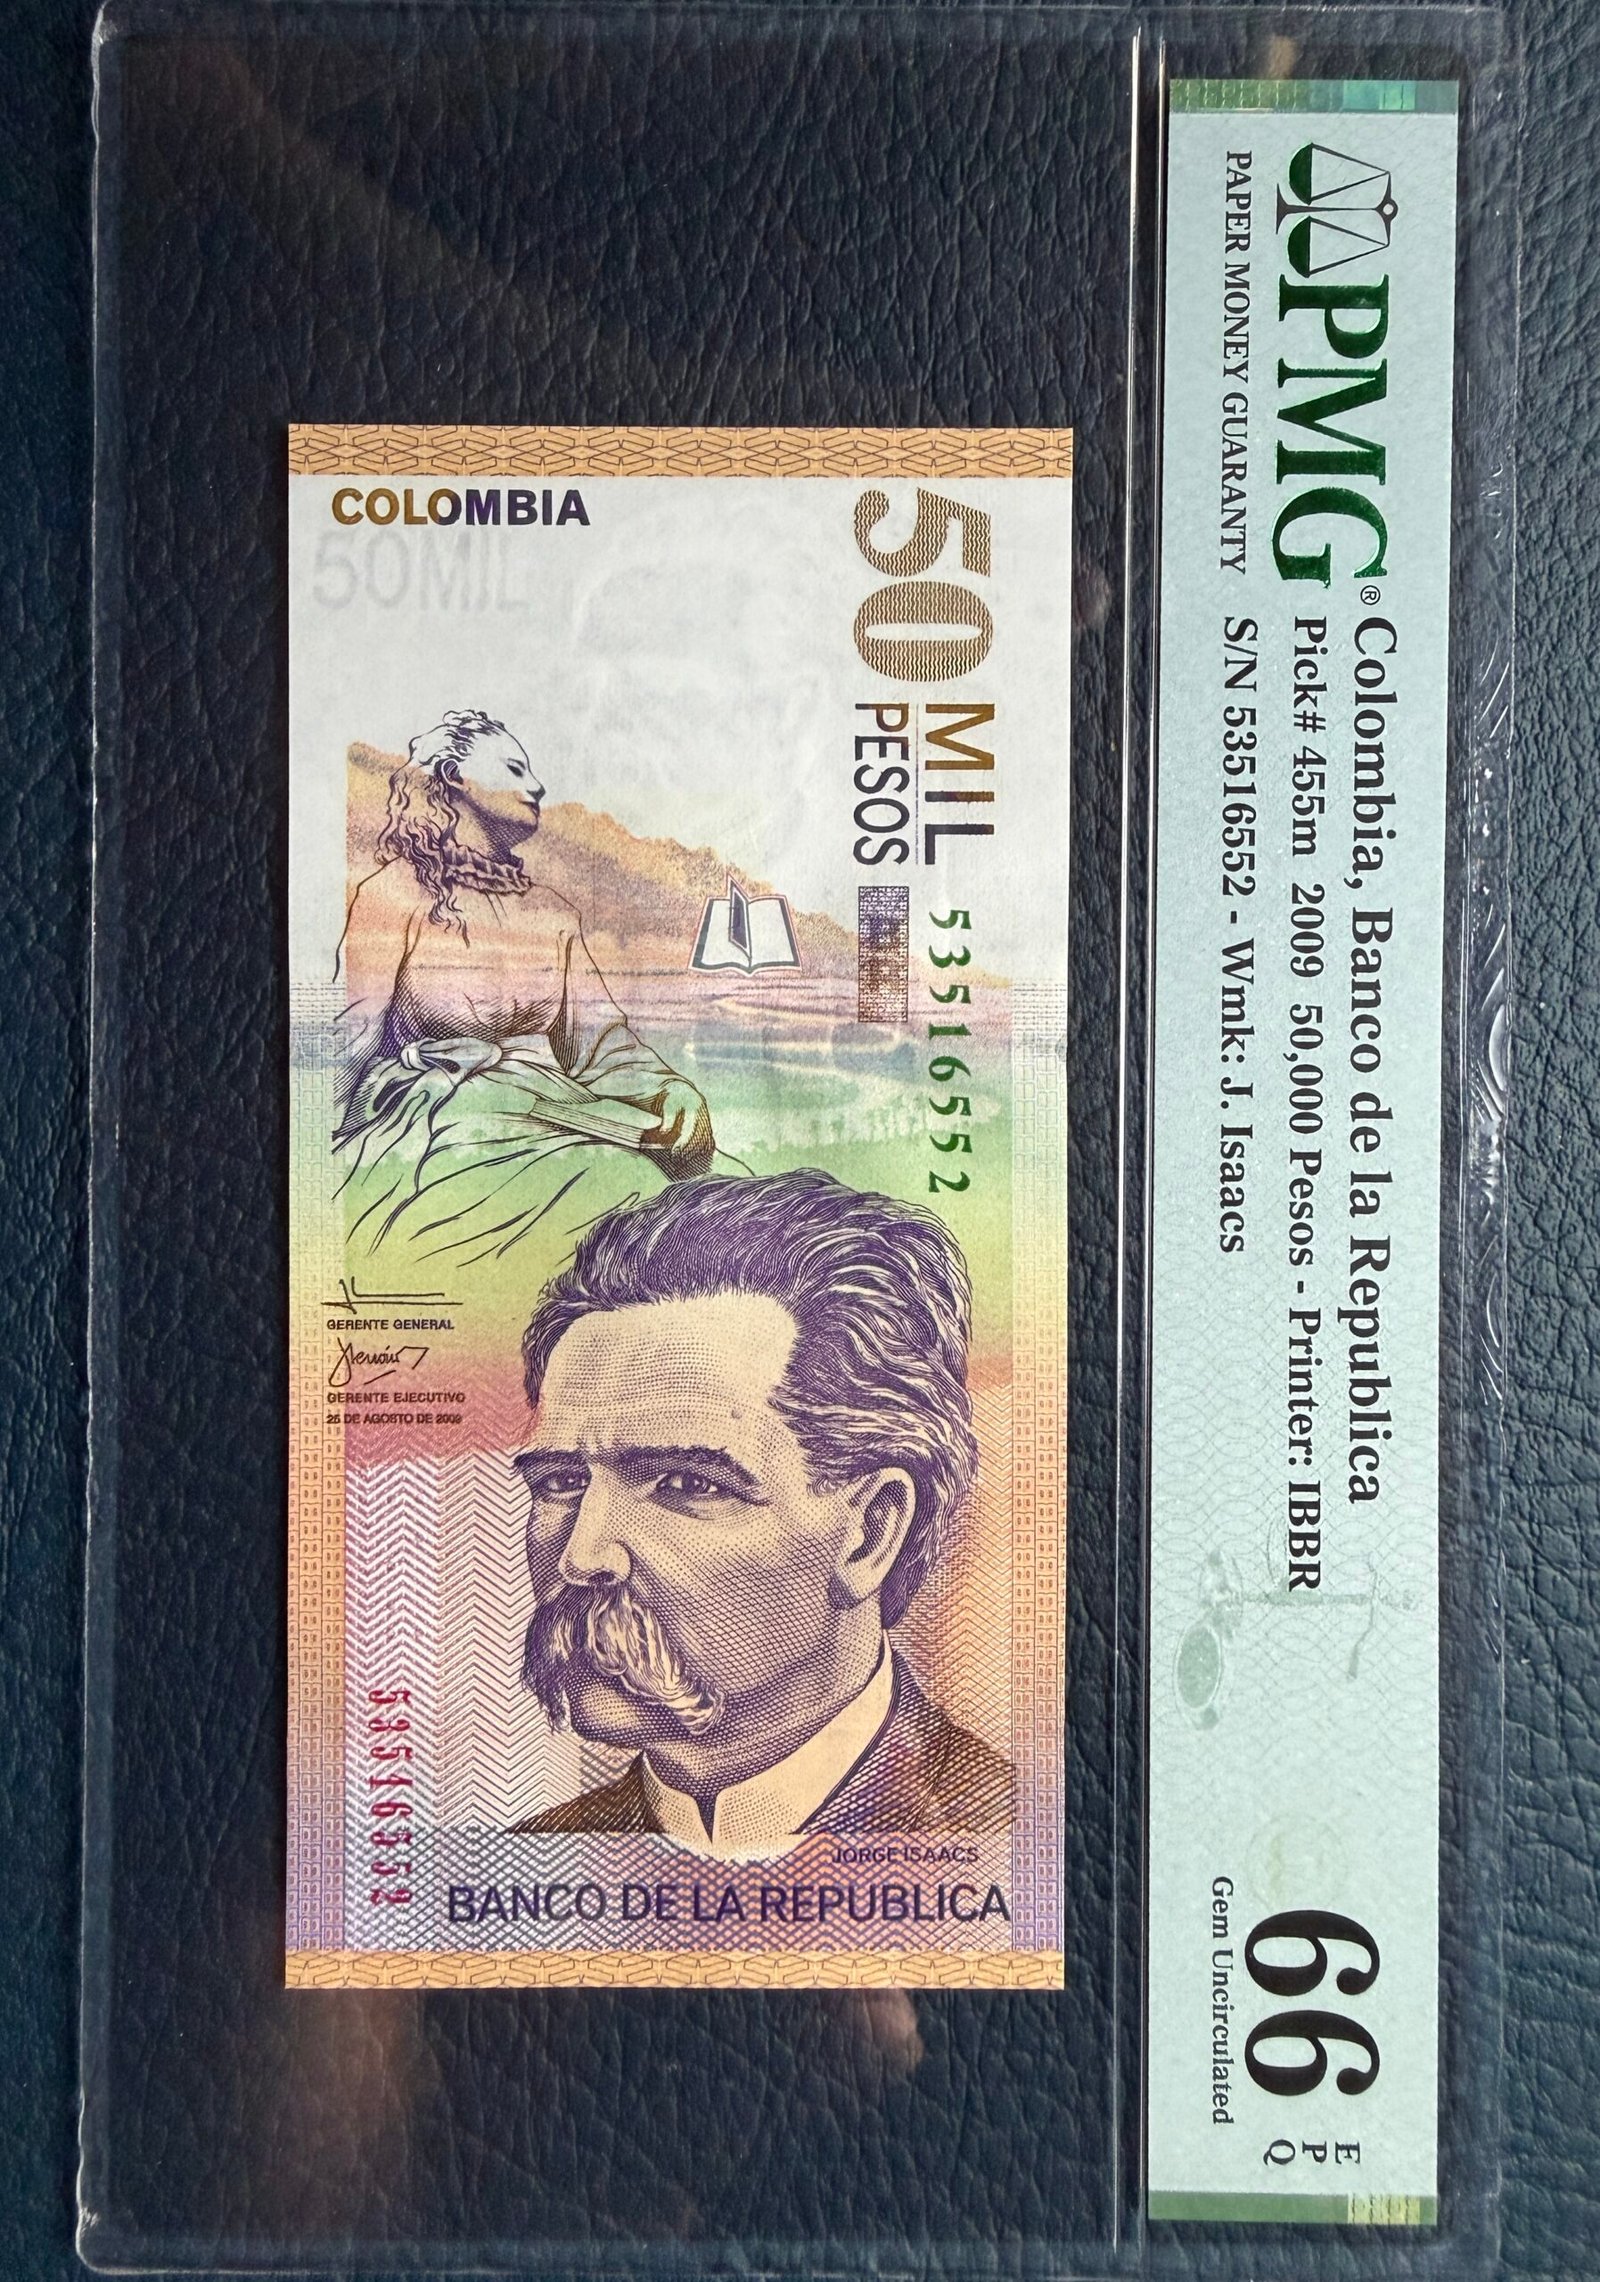 PMG®
PAPER MONEY GUARANTY
Colombia, Banco de la Republica
Pick# 455m 2009 50,000 Pesos - Printer: IBBR
S/N 53516552 - Wmk: J. Isaacs
66
EPQ
Gem Uncirculated
COLOMBIA
50MIL
50 MIL
PESOS
53516552
GERENTE GENERAL
GERENTE EJECUTIVO
25 DE AGOSTO DE 2009
53516552
JORGE ISAACS
BANCO DE LA REPUBLICA